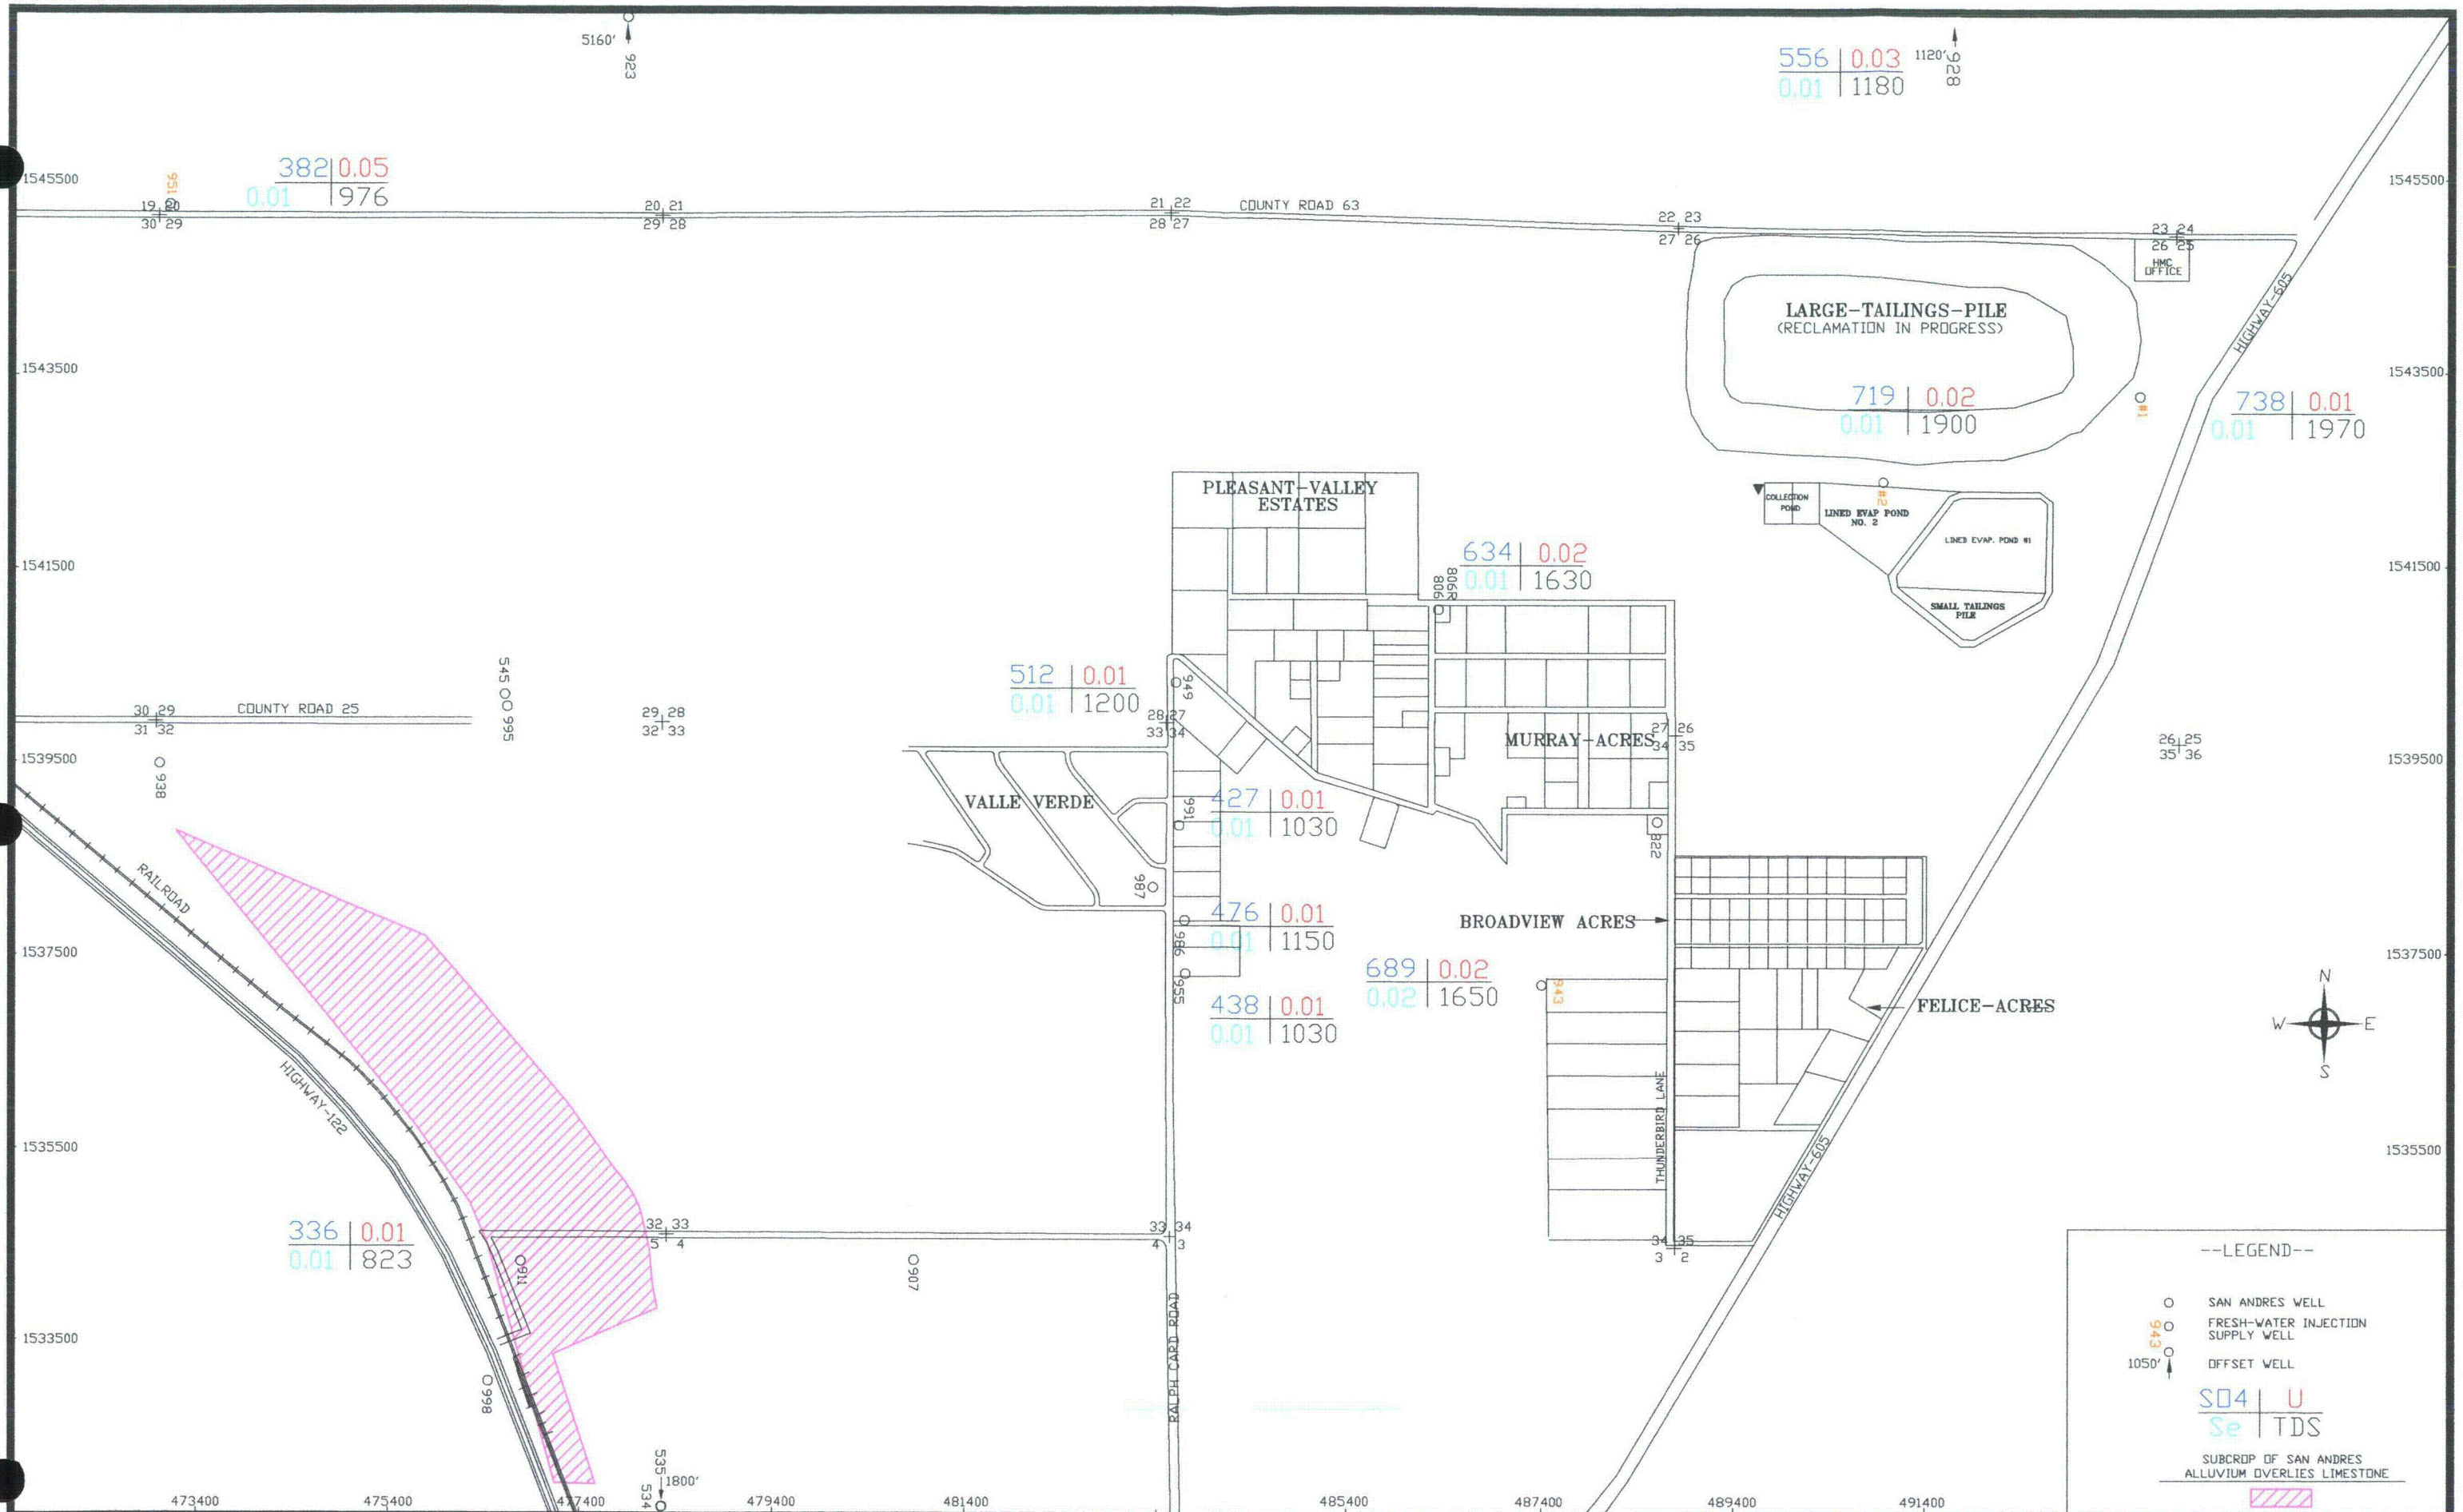 5160'
923
556 | 0.03
0.01 | 1180
1120'
928
382 | 0.05
0.01 | 976
951
1545500
1545500
19 20
30 29
20 21
29 28
21 22
28 27
COUNTY ROAD 63
22 23
27 26
23 24
26 25
HMC
OFFICE
LARGE-TAILINGS-PILE
(RECLAMATION IN PROGRESS)
HIGHWAY-605
1543500
1543500
719 | 0.02
0.01 | 1900
#1
738 | 0.01
0.01 | 1970
PLEASANT-VALLEY
ESTATES
#2
COLLECTION
POND
LINED EVAP POND
NO. 2
LINED EVAP. POND #1
SMALL TAILINGS
PILE
634 | 0.02
0.01 | 1630
806R
806
1541500
1541500
545
995
512 | 0.01
0.01 | 1200
949
30 29
31 32
COUNTY ROAD 25
29 28
32 33
28 27
33 34
27 26
34 35
26 25
35 36
MURRAY-ACRES
1539500
1539500
938
VALLE VERDE
991
427 | 0.01
0.01 | 1030
822
RAILROAD
987
476 | 0.01
0.01 | 1150
986
BROADVIEW ACRES
1537500
1537500
689 | 0.02
0.02 | 1650
943
955
438 | 0.01
0.01 | 1030
FELICE-ACRES
N
W
E
S
HIGHWAY-122
THUNDERBIRD LANE
HIGHWAY-605
1535500
1535500
336 | 0.01
0.01 | 823
32 33
5 4
33 34
4 3
34 35
3 2
911
907
RALPH CARD ROAD
1533500
998
535
534
1800'
473400
475400
477400
479400
481400
485400
487400
489400
491400
--LEGEND--
SAN ANDRES WELL
943
FRESH-WATER INJECTION
SUPPLY WELL
1050'
OFFSET WELL
SO4 | U
Se | TDS
SUBCROP OF SAN ANDRES
ALLUVIUM OVERLIES LIMESTONE